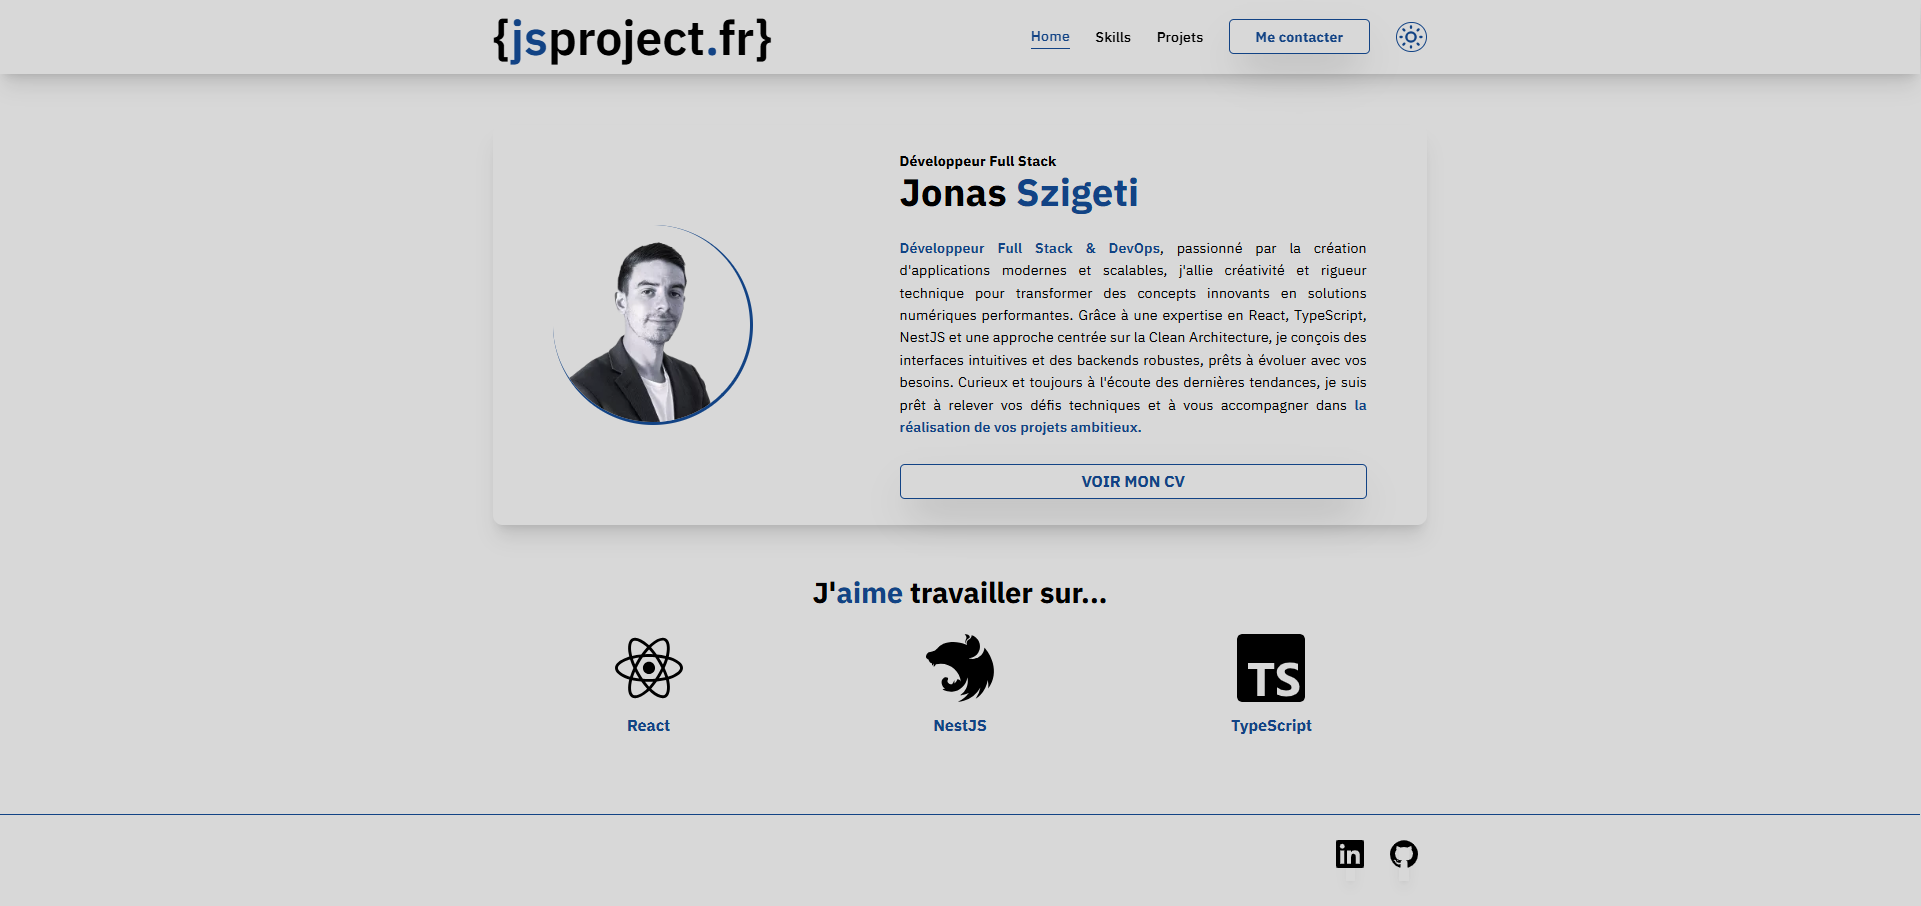 {jsproject.fr}
Home
Skills
Projets
Me contacter
Développeur Full Stack
Jonas Szigeti
Développeur Full Stack & DevOps, passionné par la création
d'applications modernes et scalables, j'allie créativité et rigueur
technique pour transformer des concepts innovants en solutions
numériques performantes. Grâce à une expertise en React, TypeScript,
NestJS et une approche centrée sur la Clean Architecture, je conçois des
interfaces intuitives et des backends robustes, prêts à évoluer avec vos
besoins. Curieux et toujours à l'écoute des dernières tendances, je suis
prêt à relever vos défis techniques et à vous accompagner dans la
réalisation de vos projets ambitieux.
VOIR MON CV
J'aime travailler sur...
TS
React
NestJS
TypeScript
in